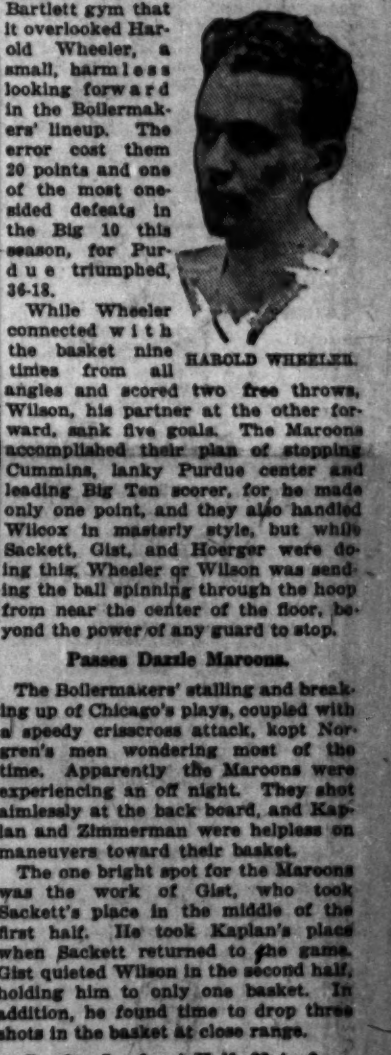 Bartlett gym that
it overlooked Har-
old Wheeler, a
small, harmless
looking forward
in the Boilermak-
ers' lineup. The
error cost them
20 points and one
of the most one-
sided defeats in
the Big 10 this
season, for Pur-
due triumphed,
36-18.
While Wheeler
connected with
the basket nine
times from all
HAROLD WHEELER.
angles and scored two free throws,
Wilson, his partner at the other for-
ward, sank five goals. The Maroons
accomplished their plan of stopping
Cummins, lanky Purdue center and
leading Big Ten scorer, for he made
only one point, and they also handled
Wilcox in masterly style, but while
Sackett, Gist, and Hoerger were do-
ing this, Wheeler or Wilson was send-
ing the ball spinning through the hoop
from near the center of the floor, be-
yond the power of any guard to stop.
Passes Dazzle Maroons.
The Boilermakers' stalling and break-
ing up of Chicago's plays, coupled with
a speedy crisscross attack, kopt Nor-
gren's men wondering most of the
time. Apparently the Maroons were
experiencing an off night. They shot
aimlessly at the back board, and Kap-
lan and Zimmerman were helpless on
maneuvers toward their basket.
The one bright spot for the Maroons
was the work of Gist, who took
Sackett's place in the middle of the
first half. He took Kaplan's place
when Sackett returned to the game.
Gist quieted Wilson in the second half,
holding him to only one basket. In
addition, he found time to drop three
shots in the basket at close range.